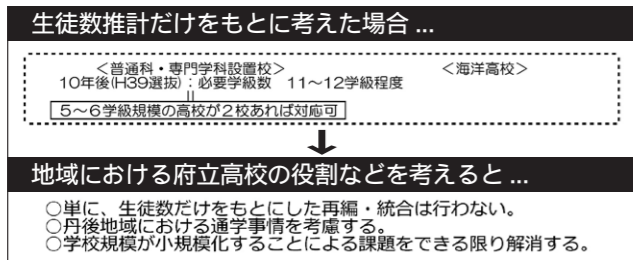 生徒数推計だけをもとに考えた場合...
＜普通科・専門学科設置校＞　＜海洋高校＞
10年後(H39選抜)：必要学級数　11～12学級程度
||
5～6学級規模の高校が2校あれば対応可
地域における府立高校の役割などを考えると...
○単に、生徒数だけをもとにした再編・統合は行わない。
○丹後地域における通学事情を考慮する。
○学校規模が小規模化することによる課題をできる限り解消する。